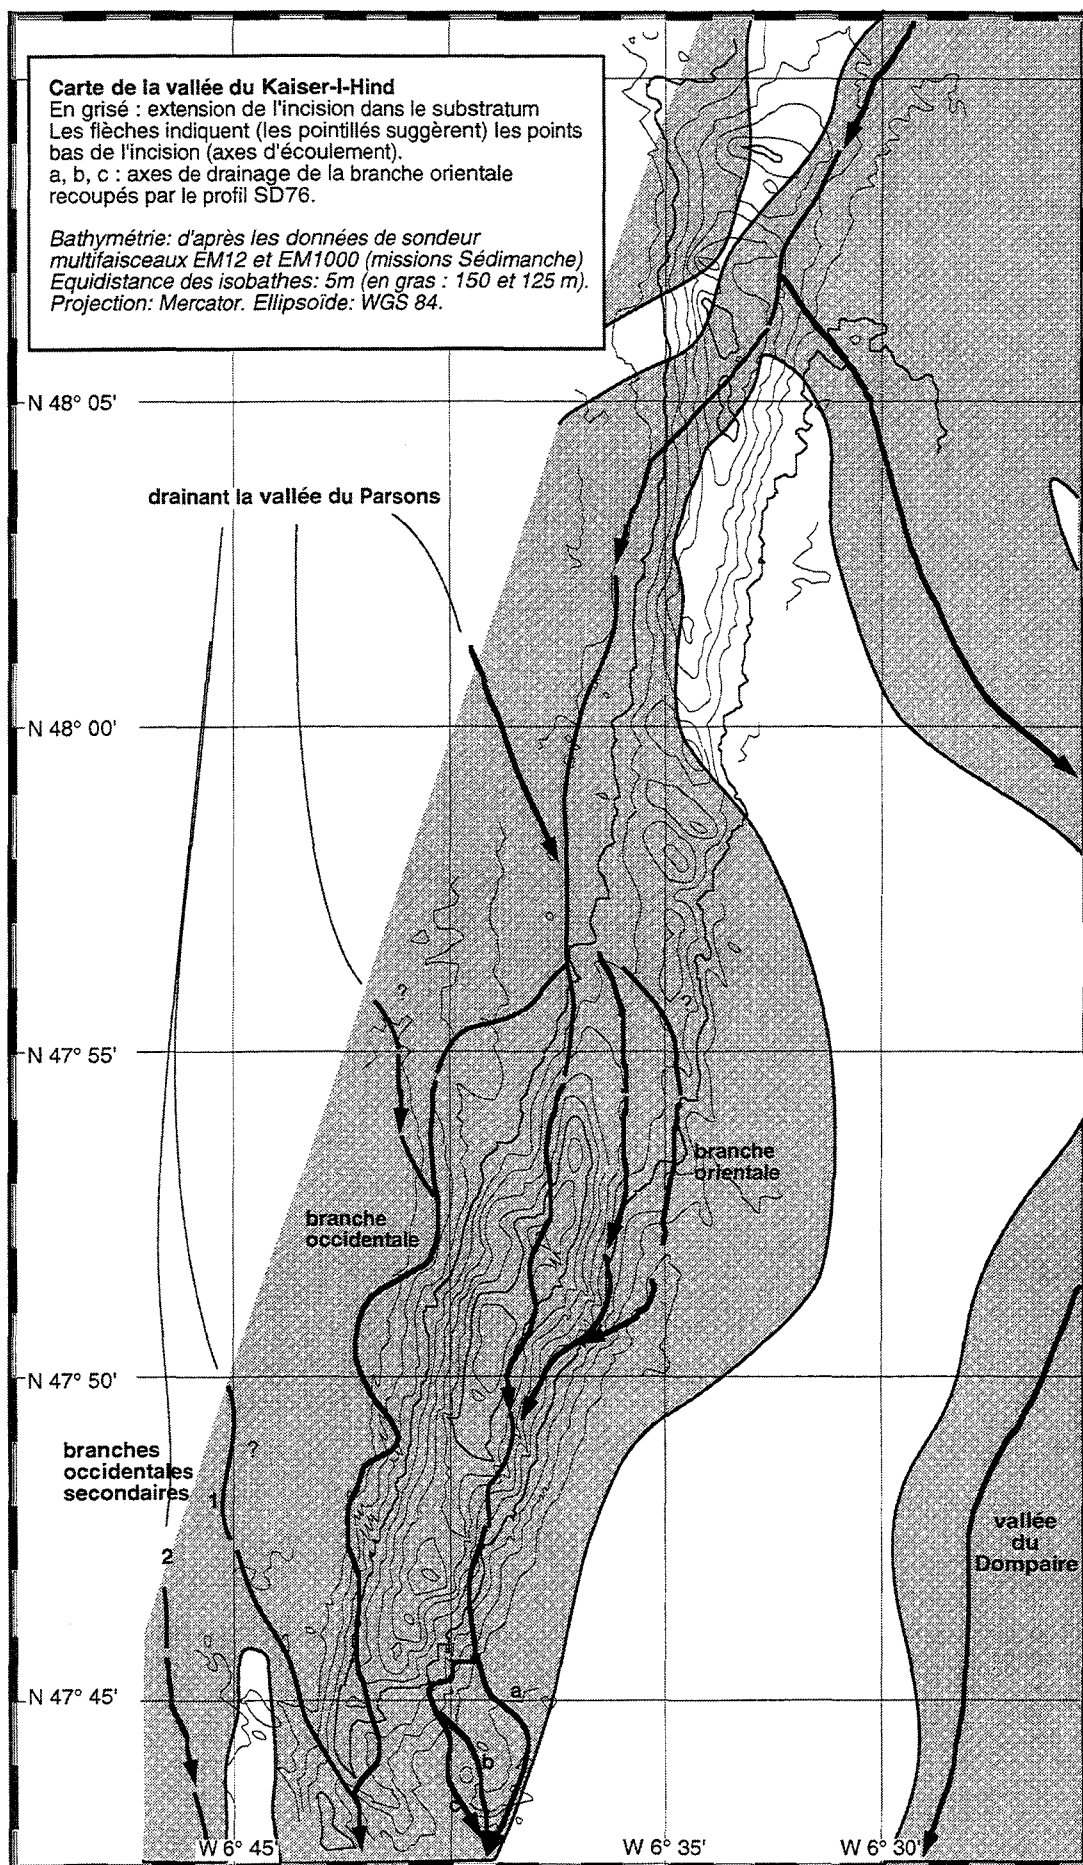 Carte de la vallée du Kaiser-I-Hind
En grisé : extension de l'incision dans le substratum
Les flèches indiquent (les pointillés suggèrent) les points
bas de l'incision (axes d'écoulement).
a, b, c : axes de drainage de la branche orientale
recoupés par le profil SD76.
Bathymétrie: d'après les données de sondeur
multifaisceaux EM12 et EM1000 (missions Sédimanche)
Equidistance des isobathes: 5m (en gras : 150 et 125 m).
Projection: Mercator. Ellipsoïde: WGS 84.
N 48° 05'
drainant la vallée du Parsons
N 48° 00'
?
?
N 47° 55'
branche
orientale
branche
occidentale
N 47° 50'
?
branches
occidentales
secondaires
1
2
vallée
du
Dompaire
N 47° 45'
a
b
c
W 6° 45'
W 6° 35'
W 6° 30'